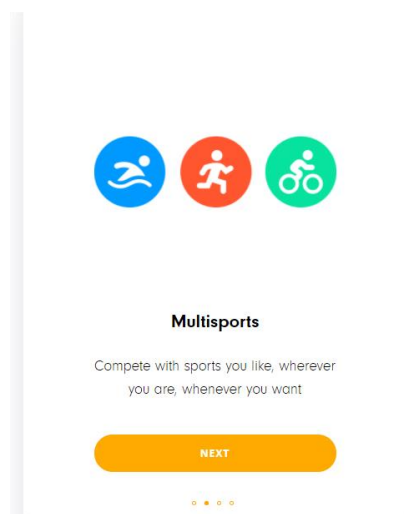 Multisports
Compete with sports you like, wherever
you are, whenever you want
NEXT